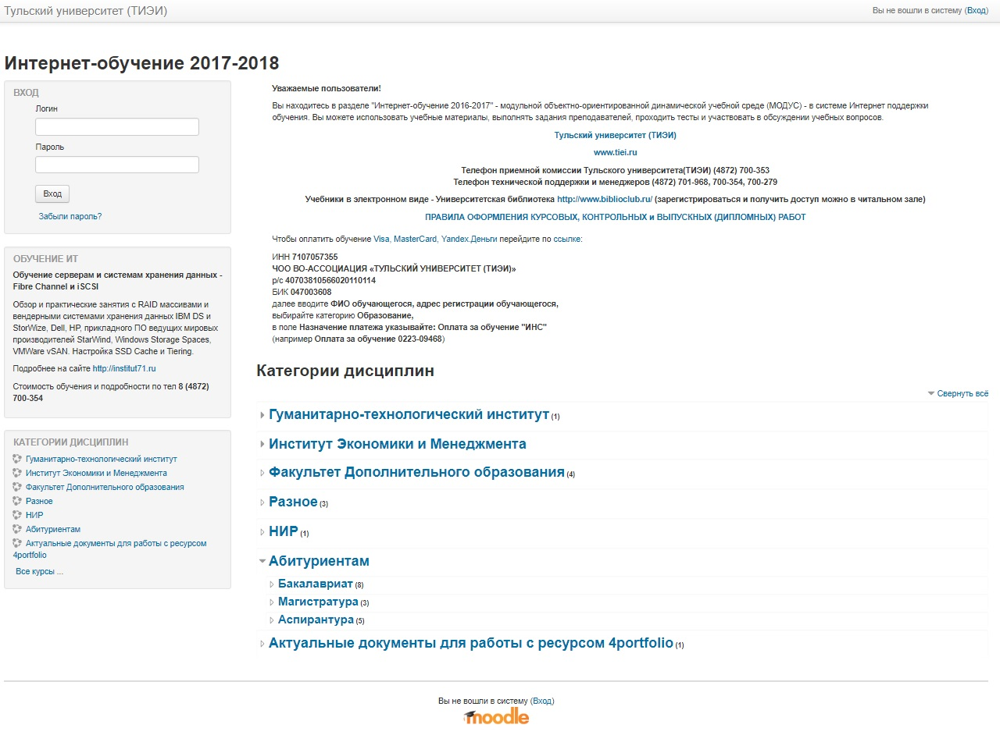 Тульский университет (ТИЭИ)
Вы не вошли в систему (Вход)
Интернет-обучение 2017-2018
ВХОД
Логин
Пароль
Вход
Забыли пароль?
ОБУЧЕНИЕ ИТ
Обучение серверам и системам хранения данных -
Fibre Channel и iSCSI
Обзор и практические занятия с RAID массивами и
вендерными системами хранения данных IBM DS и
StorWize, Dell, HP, прикладного ПО ведущих мировых
производителей StarWind, Windows Storage Spaces,
VMWare vSAN. Настройка SSD Cache и Tiering.
Подробнее на сайте http://institut71.ru
Стоимость обучения и подробности по тел 8 (4872)
700-354
КАТЕГОРИИ ДИСЦИПЛИН
Гуманитарно-технологический институт
Институт Экономики и Менеджмента
Факультет Дополнительного образования
Разное
НИР
Абитуриентам
Актуальные документы для работы с ресурсом
4portfolio
Все курсы ...
Уважаемые пользователи!
Вы находитесь в разделе "Интернет-обучение 2016-2017" - модульной объектно-ориентированной динамической учебной среде (МОДУС) - в системе Интернет поддержки
обучения. Вы можете использовать учебные материалы, выполнять задания преподавателей, проходить тесты и участвовать в обсуждении учебных вопросов.
Тульский университет (ТИЭИ)
www.tiei.ru
Телефон приемной комиссии Тульского университета(ТИЭИ) (4872) 700-353
Телефон технической поддержки и менеджеров (4872) 701-968, 700-354, 700-279
Учебники в электронном виде - Университетская библиотека http://www.biblioclub.ru/ (зарегистрироваться и получить доступ можно в читальном зале)
ПРАВИЛА ОФОРМЛЕНИЯ КУРСОВЫХ, КОНТРОЛЬНЫХ и ВЫПУСКНЫХ (ДИПЛОМНЫХ) РАБОТ
Чтобы оплатить обучение Visa, MasterCard, Yandex.Деньги перейдите по ссылке:
ИНН 7107057355
ЧОО ВО-АССОЦИАЦИЯ «ТУЛЬСКИЙ УНИВЕРСИТЕТ (ТИЭИ)»
р/с 40703810566020110114
БИК 047003608
далее вводите ФИО обучающегося, адрес регистрации обучающегося,
выбирайте категорию Образование,
в поле Назначение платежа указывайте: Оплата за обучение "ИНС"
(например Оплата за обучение 0223-09468)
Категории дисциплин
Свернуть всё
Гуманитарно-технологический институт (1)
Институт Экономики и Менеджмента
Факультет Дополнительного образования (4)
Разное (3)
НИР (1)
Абитуриентам
Бакалавриат (8)
Магистратура (3)
Аспирантура (5)
Актуальные документы для работы с ресурсом 4portfolio (1)
Вы не вошли в систему (Вход)
moodle